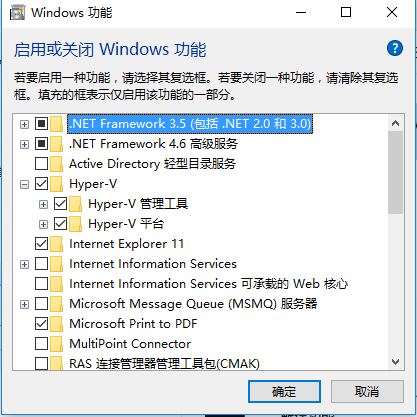 Windows 功能
启用或关闭 Windows 功能
若要启用一种功能，请选择其复选框。若要关闭一种功能，请清除其复选
框。填充的框表示仅启用该功能的一部分。
.NET Framework 3.5 (包括 .NET 2.0 和 3.0)
.NET Framework 4.6 高级服务
Active Directory 轻型目录服务
Hyper-V
Hyper-V 管理工具
Hyper-V 平台
Internet Explorer 11
Internet Information Services
Internet Information Services 可承载的 Web 核心
Microsoft Message Queue (MSMQ) 服务器
Microsoft Print to PDF
MultiPoint Connector
RAS 连接管理器管理工具包(CMAK)
确定
取消